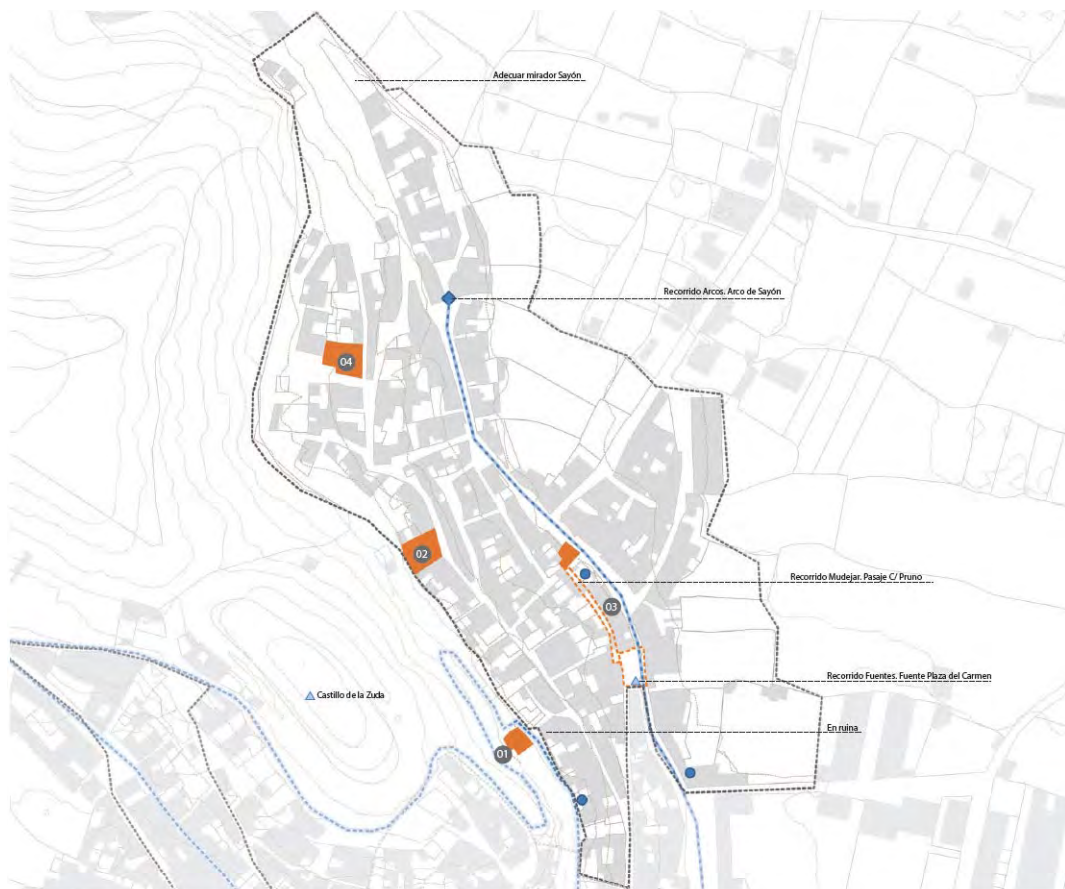 Adecuar mirador Sayón
Recorrido Arcos. Arco de Sayón
04
02
Recorrido Mudejar. Pasaje C/ Pruno
03
Recorrido Fuentes. Fuente Plaza del Carmen
Castillo de la Zuda
En ruina
01